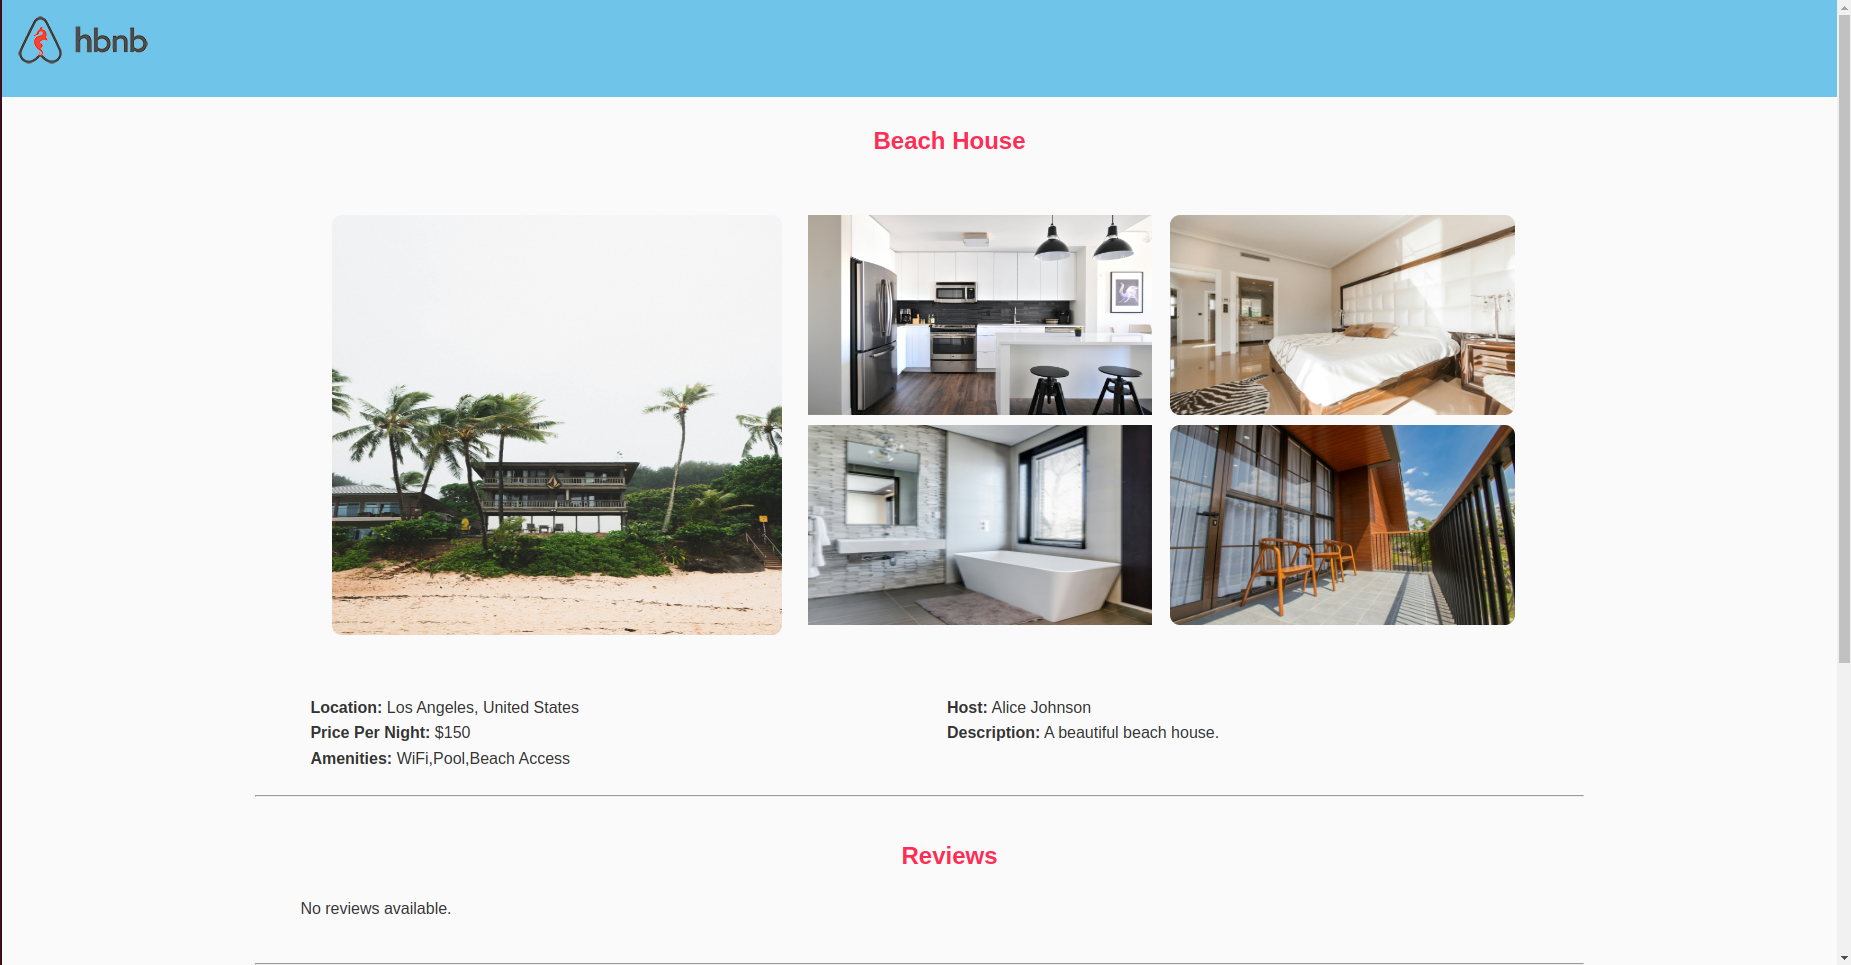 hbnb
Beach House
Location: Los Angeles, United States
Price Per Night: $150
Amenities: WiFi,Pool,Beach Access
Host: Alice Johnson
Description: A beautiful beach house.
Reviews
No reviews available.